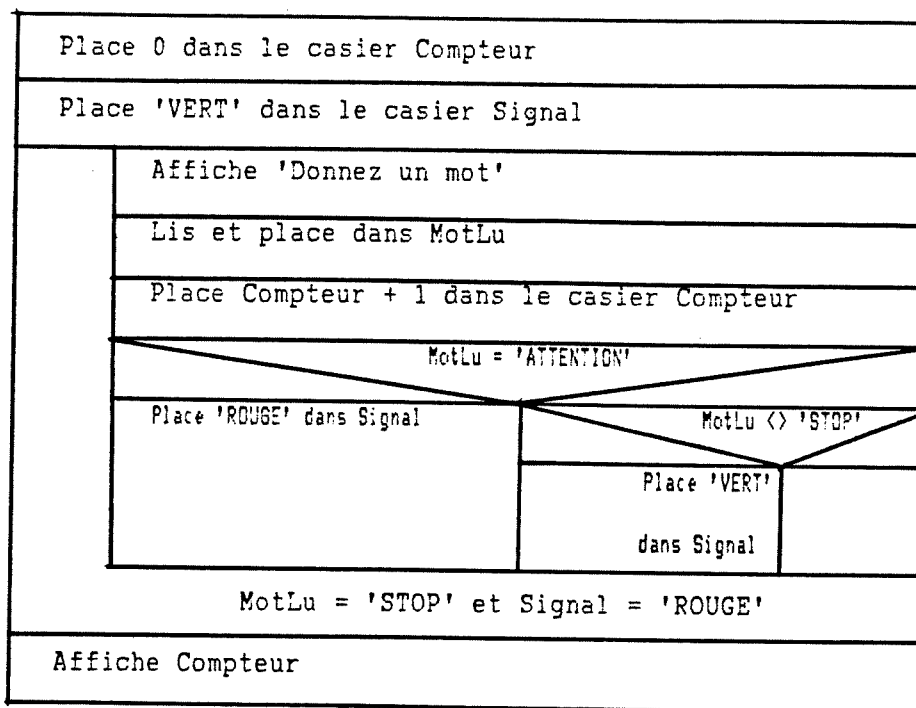 Place 0 dans le casier Compteur
Place 'VERT' dans le casier Signal
Affiche 'Donnez un mot'
Lis et place dans MotLu
Place Compteur + 1 dans le casier Compteur
MotLu = 'ATTENTION'
Place 'ROUGE' dans Signal
MotLu <> 'STOP'
Place 'VERT'
dans Signal
MotLu = 'STOP' et Signal = 'ROUGE'
Affiche Compteur